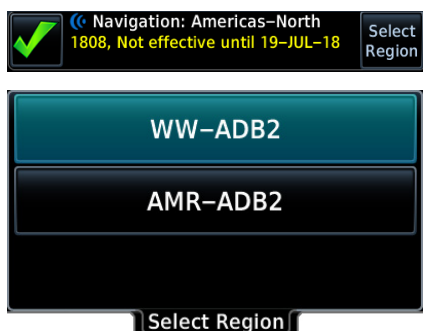 Navigation: Americas–North
1808, Not effective until 19–JUL–18
Select
Region
WW–ADB2
AMR–ADB2
Select Region